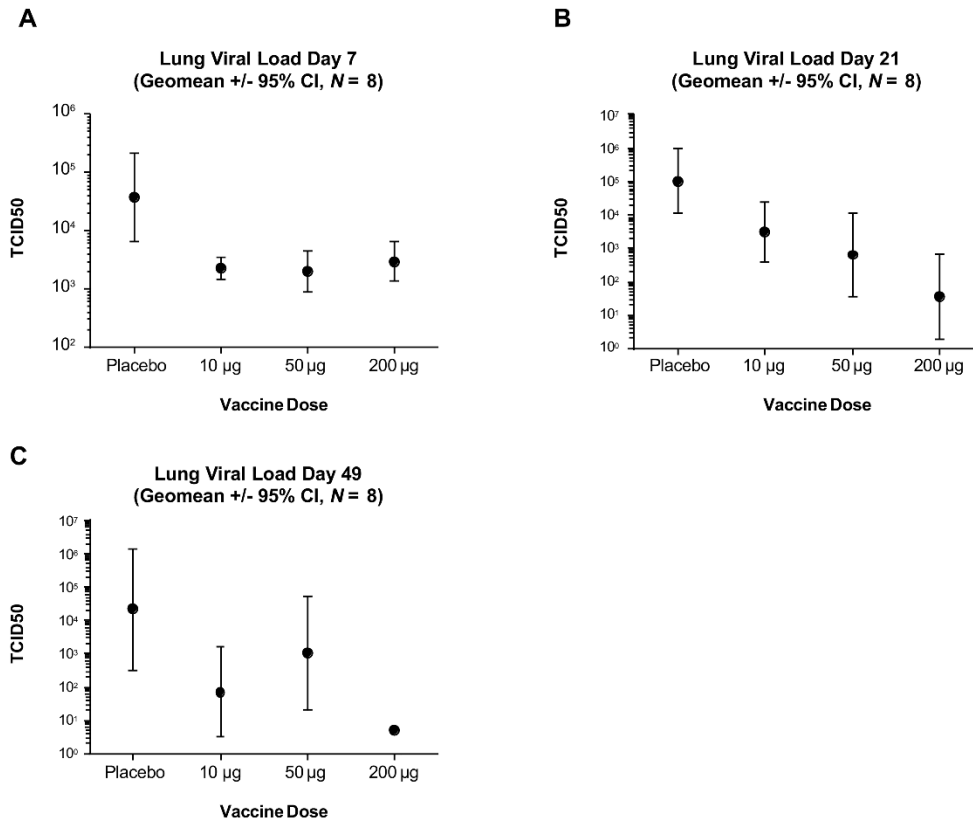 A
Lung Viral Load Day 7
(Geomean +/- 95% CI, N = 8)
TCID50
10⁶
10⁵
10⁴
10³
10²
Placebo
10 µg
50 µg
200 µg
Vaccine Dose
B
Lung Viral Load Day 21
(Geomean +/- 95% CI, N = 8)
TCID50
10⁷
10⁶
10⁵
10⁴
10³
10²
10¹
10⁰
Placebo
10 µg
50 µg
200 µg
Vaccine Dose
C
Lung Viral Load Day 49
(Geomean +/- 95% CI, N = 8)
TCID50
10⁷
10⁶
10⁵
10⁴
10³
10²
10¹
10⁰
Placebo
10 µg
50 µg
200 µg
Vaccine Dose